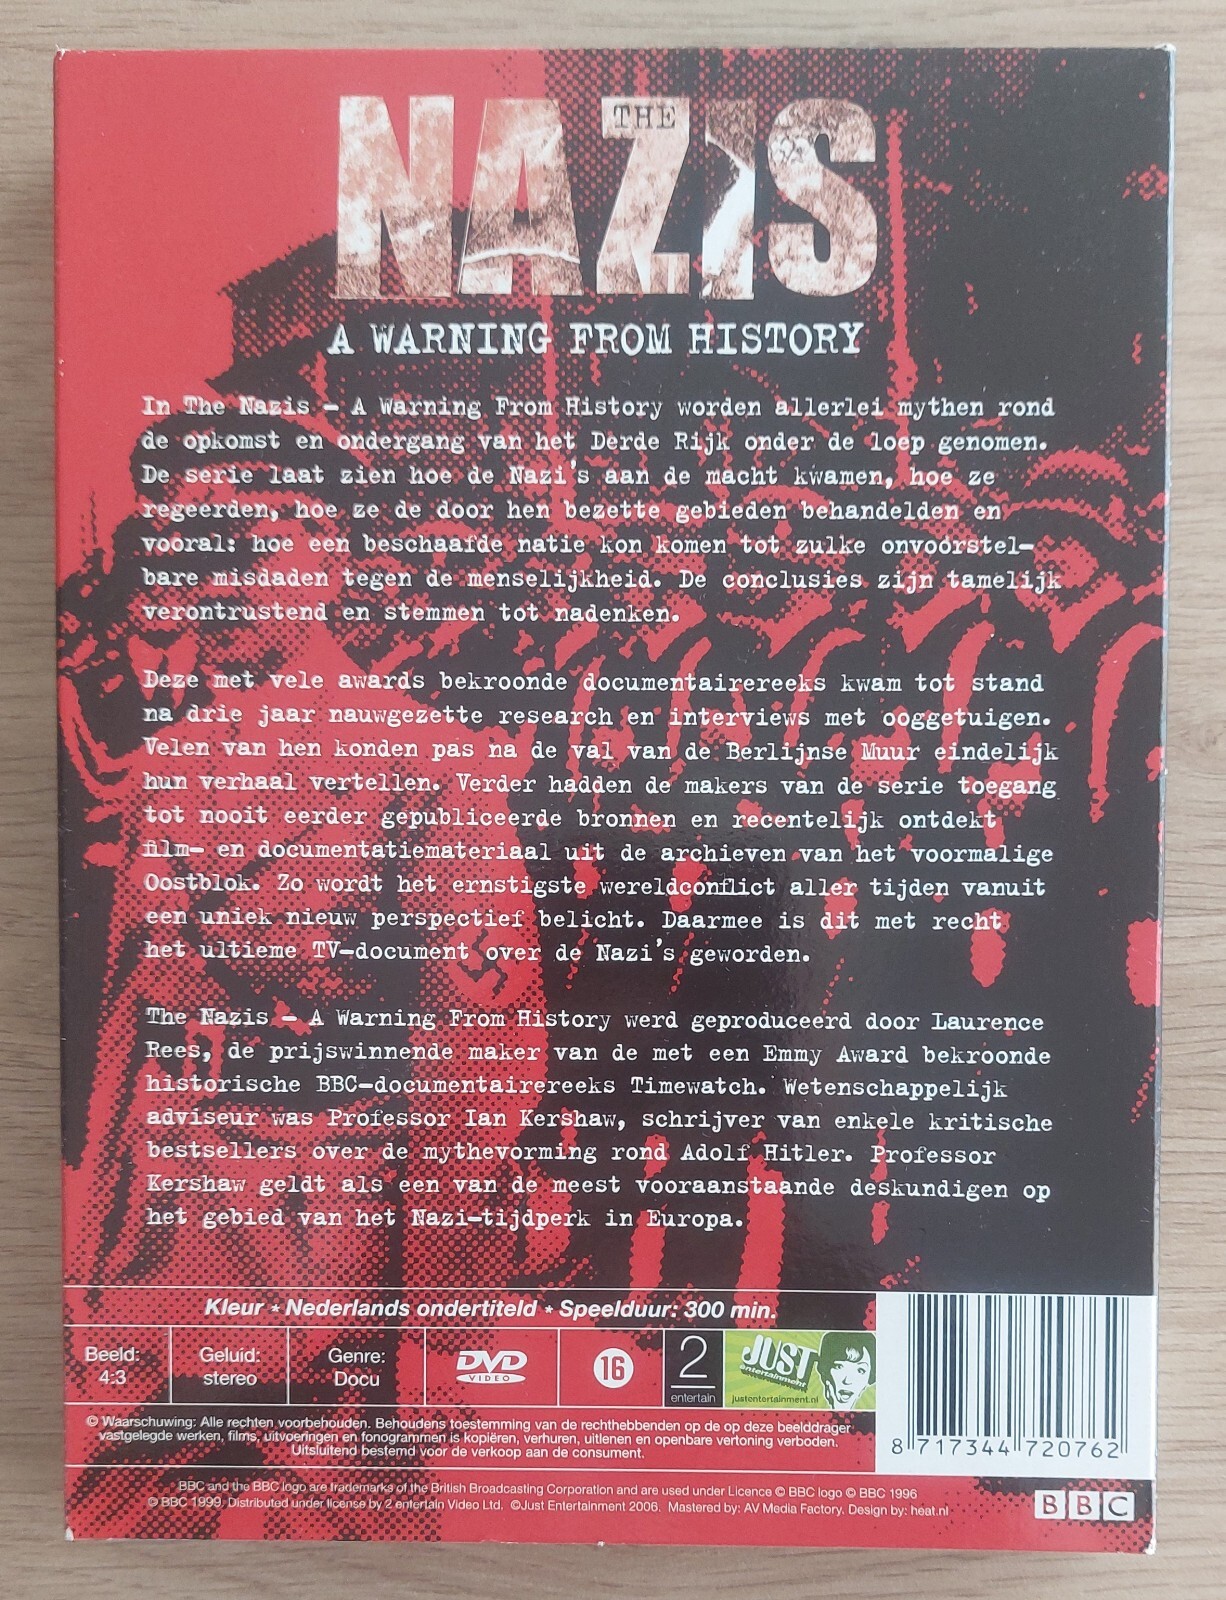 THE
NAZIS
A WARNING FROM HISTORY
In The Nazis - A Warning From History worden allerlei mythen rond
de opkomst en ondergang van het Derde Rijk onder de loep genomen.
De serie laat zien hoe de Nazi's aan de macht kwamen, hoe ze
regeerden, hoe ze de door hen bezette gebieden behandelden en
vooral: hoe een beschaafde natie kon komen tot zulke onvoorstel-
bare misdaden tegen de menselijkheid. De conclusies zijn tamelijk
verontrustend en stemmen tot nadenken.
Deze met vele awards bekroonde documentairereeks kwam tot stand
na drie jaar nauwgezette research en interviews met ooggetuigen.
Velen van hen konden pas na de val van de Berlijnse Muur eindelijk
hun verhaal vertellen. Verder hadden de makers van de serie toegang
tot nooit eerder gepubliceerde bronnen en recentelijk ontdekt
film- en documentatiemateriaal uit de archieven van het voormalige
Oostblok. Zo wordt het ernstigste wereldconflict aller tijden vanuit
een uniek nieuw perspectief belicht. Daarmee is dit met recht
het ultieme TV-document over de Nazi's geworden.
The Nazis - A Warning From History werd geproduceerd door Laurence
Rees, de prijswinnende maker van de met een Emmy Award bekroonde
historische BBC-documentairereeks Timewatch. Wetenschappelijk
adviseur was Professor Ian Kershaw, schrijver van enkele kritische
bestsellers over de mythevorming rond Adolf Hitler. Professor
Kershaw geldt als een van de meest vooraanstaande deskundigen op
het gebied van het Nazi-tijdperk in Europa.
Kleur * Nederlands ondertiteld * Speelduur: 300 min.
Beeld:
4:3
Geluid:
stereo
Genre:
Docu
DVD
VIDEO
16
2
entertain
JUST
entertainment
justentertainment.nl
© Waarschuwing: Alle rechten voorbehouden. Behoudens toestemming van de rechthebbenden op de op deze beelddrager
vastgelegde werken, films, uitvoeringen en fonogrammen is kopiëren, verhuren, uitlenen en openbare vertoning verboden.
Uitsluitend bestemd voor de verkoop aan de consument.
8 717344 720762
BBC and the BBC logo are trademarks of the British Broadcasting Corporation and are used under Licence © BBC logo © BBC 1996
© BBC 1999. Distributed under license by 2 entertain Video Ltd. ©Just Entertainment 2006. Mastered by: AV Media Factory. Design by: heat.nl
BBC